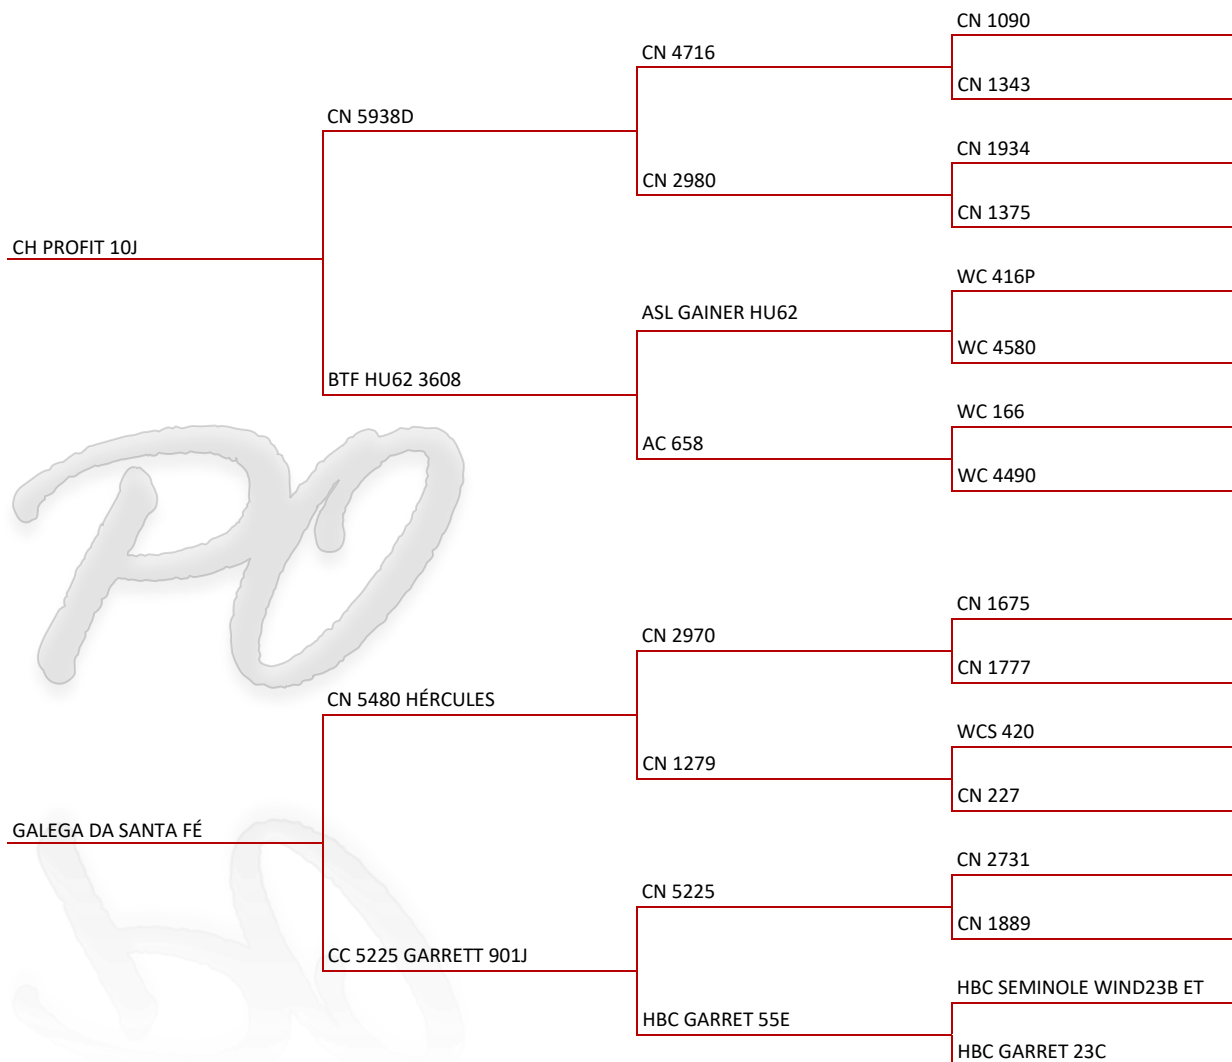 CN 1090
CN 4716
CN 1343
CN 5938D
CN 1934
CN 2980
CN 1375
CH PROFIT 10J
WC 416P
ASL GAINER HU62
WC 4580
BTF HU62 3608
WC 166
AC 658
WC 4490
PO
CN 1675
CN 2970
CN 1777
CN 5480 HÉRCULES
WCS 420
CN 1279
CN 227
GALEGA DA SANTA FÉ
CN 2731
CN 5225
CN 1889
CC 5225 GARRETT 901J
HBC SEMINOLE WIND23B ET
HBC GARRET 55E
HBC GARRET 23C